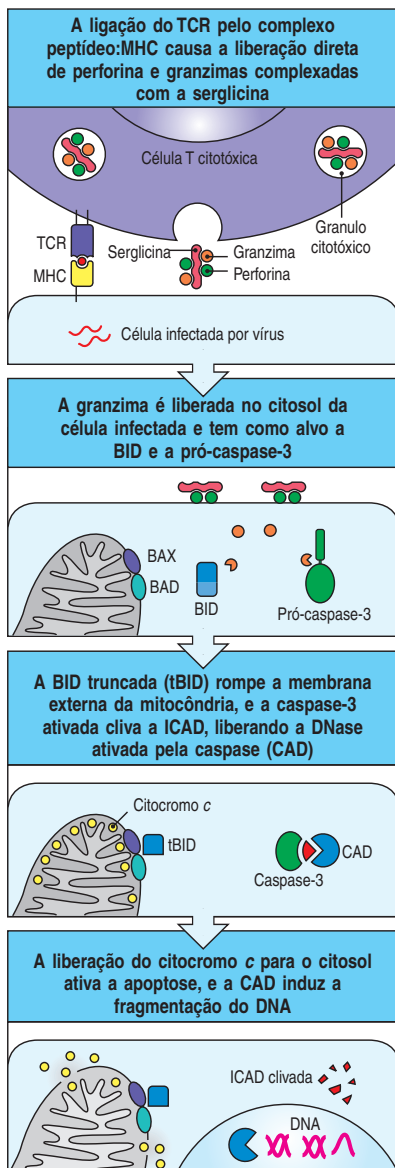 A ligação do TCR pelo complexo
peptídeo:MHC causa a liberação direta
de perforina e granzimas complexadas
com a serglicina
Célula T citotóxica
Granulo
citotóxico
TCR
MHC
Serglicina
Granzima
Perforina
Célula infectada por vírus
A granzima é liberada no citosol da
célula infectada e tem como alvo a
BID e a pró-caspase-3
BAX
BAD
BID
Pró-caspase-3
A BID truncada (tBID) rompe a membrana
externa da mitocôndria, e a caspase-3
ativada cliva a ICAD, liberando a DNase
ativada pela caspase (CAD)
Citocromo c
tBID
CAD
Caspase-3
A liberação do citocromo c para o citosol
ativa a apoptose, e a CAD induz a
fragmentação do DNA
ICAD clivada
DNA